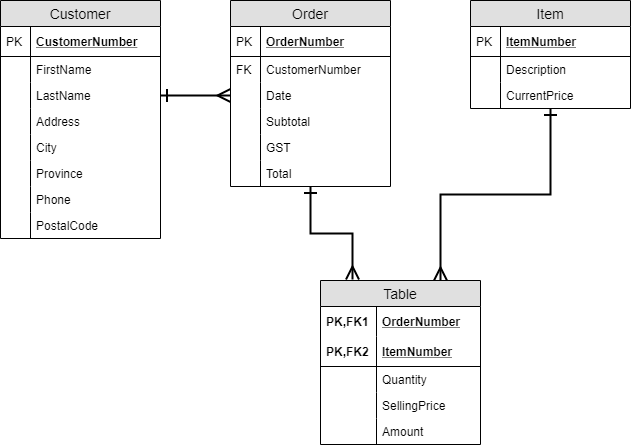 Customer
PK CustomerNumber
FirstName
LastName
Address
City
Province
Phone
PostalCode
Order
PK OrderNumber
FK CustomerNumber
Date
Subtotal
GST
Total
Item
PK ItemNumber
Description
CurrentPrice
Table
PK,FK1 OrderNumber
PK,FK2 ItemNumber
Quantity
SellingPrice
Amount